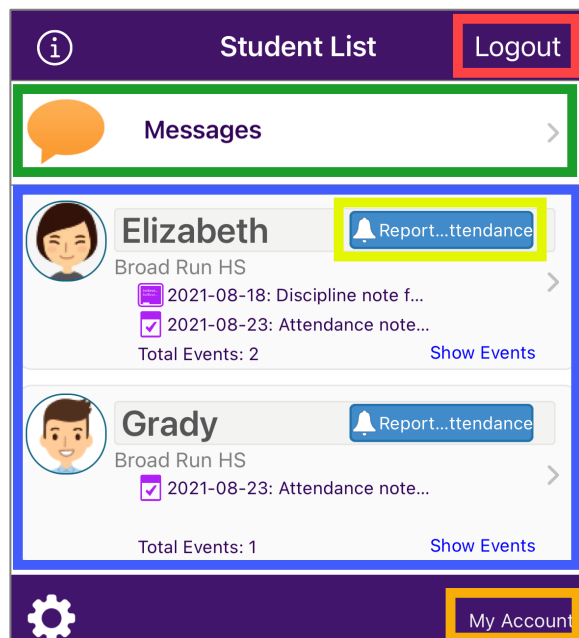 Student List Logout
Messages
Elizabeth Report...ttendance
Broad Run HS
2021-08-18: Discipline note f...
2021-08-23: Attendance note...
Total Events: 2 Show Events
Grady Report...ttendance
Broad Run HS
2021-08-23: Attendance note...
Total Events: 1 Show Events
My Account